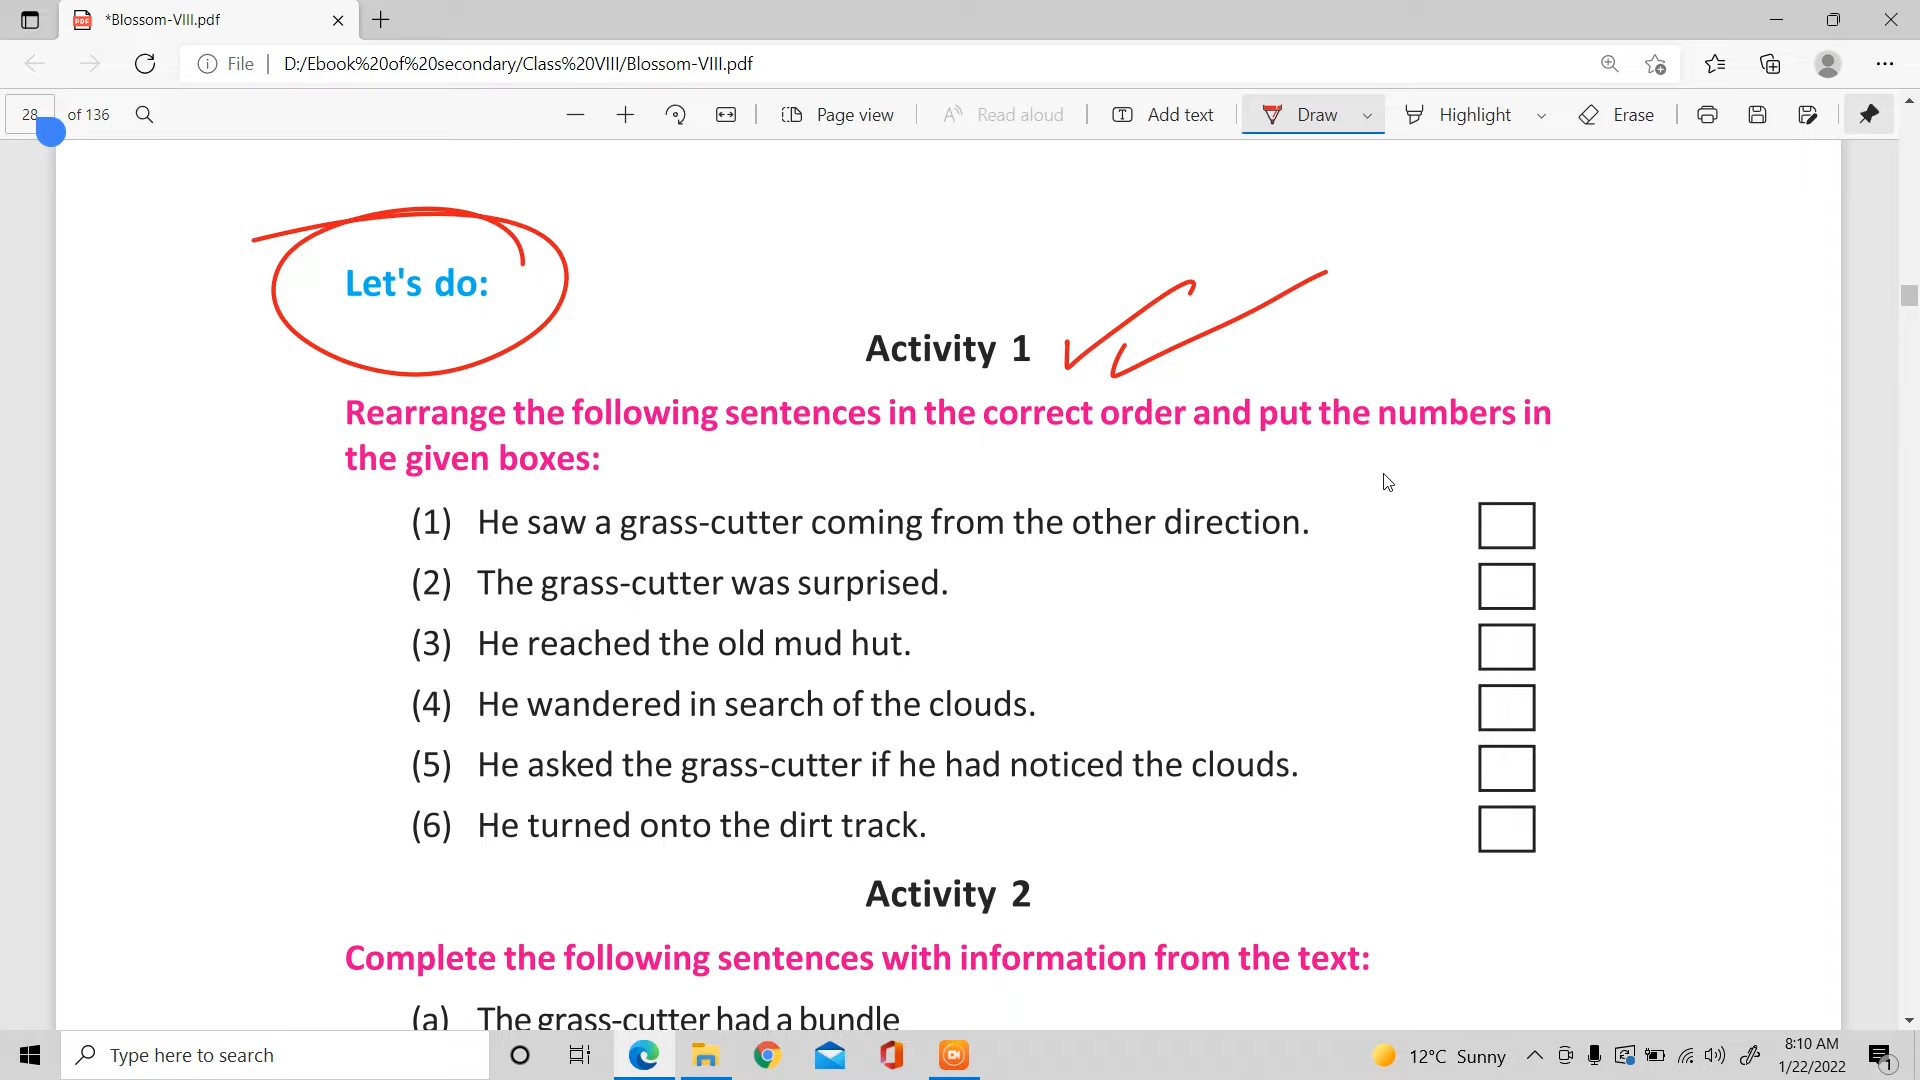 *Blossom-VIII.pdf
File
D:/Ebook%20of%20secondary/Class%20VIII/Blossom-VIII.pdf
28 of 136
Page view
Read aloud
Add text
Draw
Highlight
Erase
Let's do:
Activity 1
Rearrange the following sentences in the correct order and put the numbers in
the given boxes:
(1) He saw a grass-cutter coming from the other direction.
(2) The grass-cutter was surprised.
(3) He reached the old mud hut.
(4) He wandered in search of the clouds.
(5) He asked the grass-cutter if he had noticed the clouds.
(6) He turned onto the dirt track.
Activity 2
Complete the following sentences with information from the text:
(a) The grass-cutter had a bundle
Type here to search
12°C Sunny
8:10 AM
1/22/2022
1